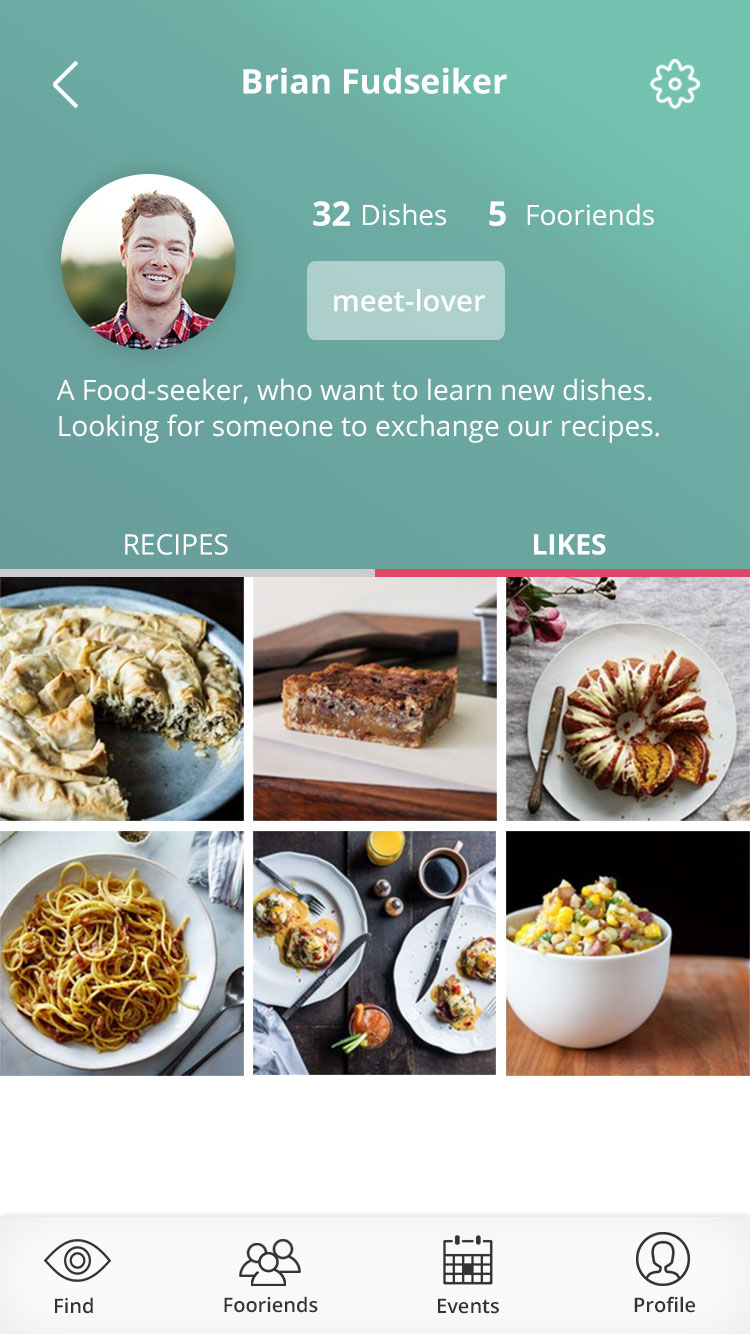 Brian Fudseiker
32 Dishes 5 Fooriends
meet-lover
A Food-seeker, who want to learn new dishes.
Looking for someone to exchange our recipes.
RECIPES LIKES
Find Fooriends Events Profile